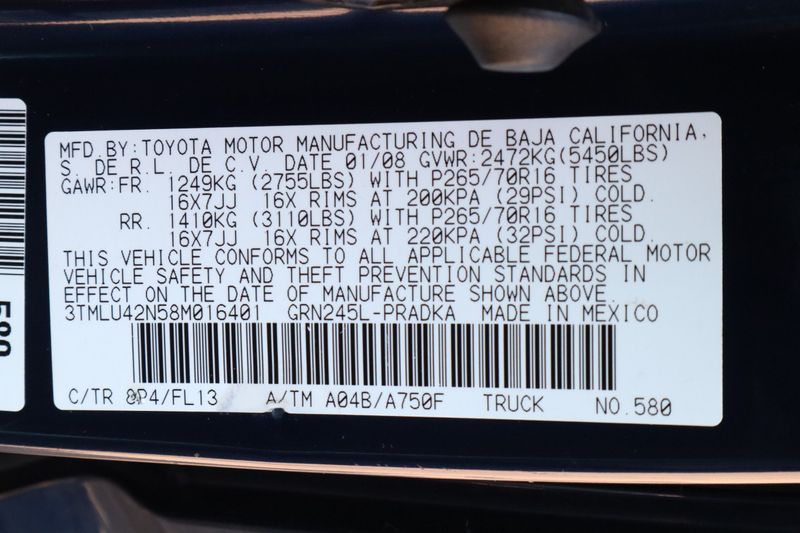 MFD.BY:TOYOTA MOTOR MANUFACTURING DE BAJA CALIFORNIA,
S. DE R.L. DE C.V. DATE 01/08 GVWR:2472KG(5450LBS)
GAWR:FR. 1249KG (2755LBS) WITH P265/70R16 TIRES
16X7JJ 16X RIMS AT 200KPA (29PSI) COLD.
RR. 1410KG (3110LBS) WITH P265/70R16 TIRES
16X7JJ 16X RIMS AT 220KPA (32PSI) COLD.
THIS VEHICLE CONFORMS TO ALL APPLICABLE FEDERAL MOTOR
VEHICLE SAFETY AND THEFT PREVENTION STANDARDS IN
EFFECT ON THE DATE OF MANUFACTURE SHOWN ABOVE.
3TMLU42N58M016401 GRN245L-PRADKA MADE IN MEXICO
C/TR 8P4/FL13 A/TM A04B/A750F TRUCK NO.580
580